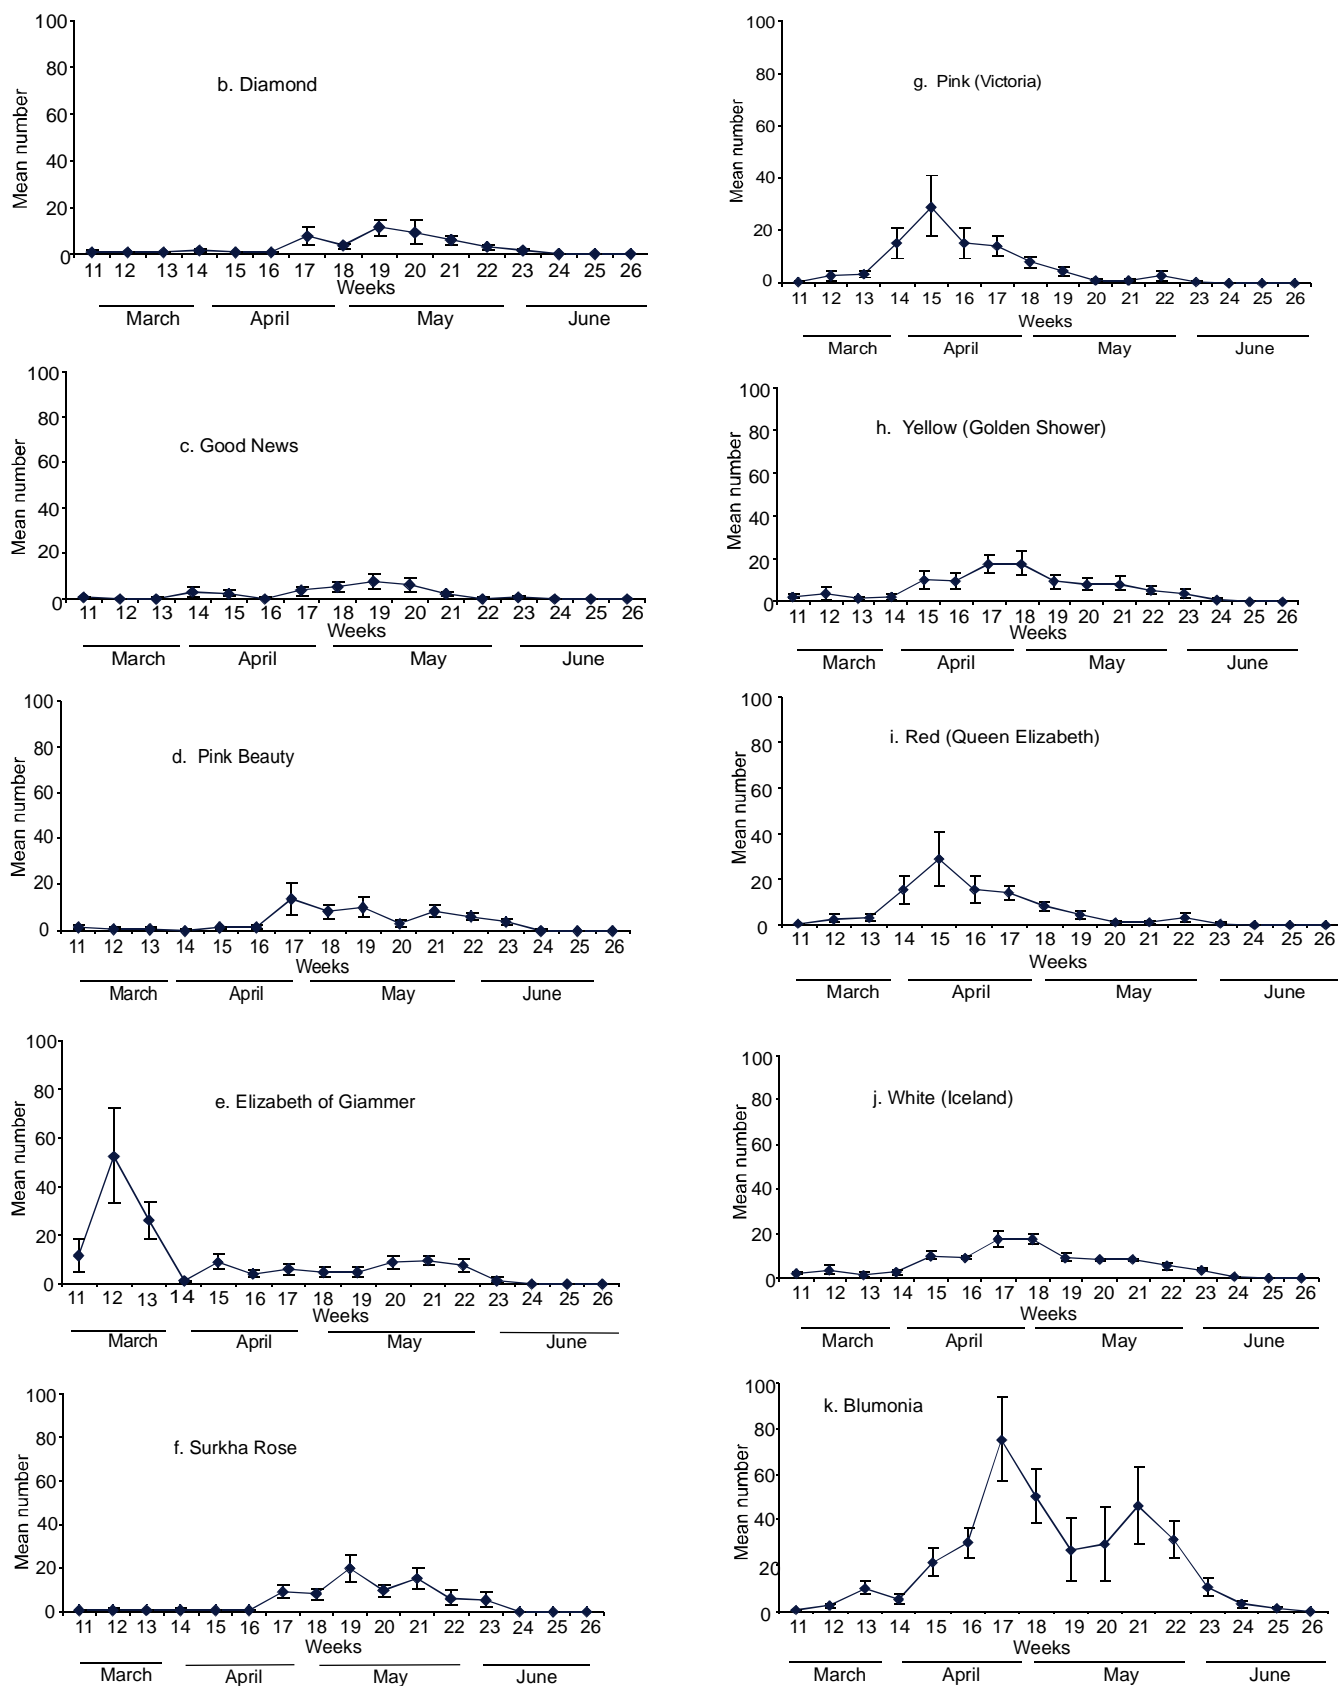 b. Diamond
Mean number
100
80
60
40
20
0
11 12 13 14 15 16 17 18 19 20 21 22 23 24 25 26
Weeks
March April May June
c. Good News
Mean number
100
80
60
40
20
0
11 12 13 14 15 16 17 18 19 20 21 22 23 24 25 26
Weeks
March April May June
d. Pink Beauty
Mean number
100
80
60
40
20
0
11 12 13 14 15 16 17 18 19 20 21 22 23 24 25 26
Weeks
March April May June
e. Elizabeth of Giammer
Mean number
100
80
60
40
20
0
11 12 13 14 15 16 17 18 19 20 21 22 23 24 25 26
Weeks
March April May June
f. Surkha Rose
Mean number
100
80
60
40
20
0
11 12 13 14 15 16 17 18 19 20 21 22 23 24 25 26
Weeks
March April May June
g. Pink (Victoria)
Mean number
100
80
60
40
20
0
11 12 13 14 15 16 17 18 19 20 21 22 23 24 25 26
Weeks
March April May June
h. Yellow (Golden Shower)
Mean number
100
80
60
40
20
0
11 12 13 14 15 16 17 18 19 20 21 22 23 24 25 26
Weeks
March April May June
i. Red (Queen Elizabeth)
Mean number
100
80
60
40
20
0
11 12 13 14 15 16 17 18 19 20 21 22 23 24 25 26
Weeks
March April May June
j. White (Iceland)
Mean number
100
80
60
40
20
0
11 12 13 14 15 16 17 18 19 20 21 22 23 24 25 26
Weeks
March April May June
k. Blumonia
Mean number
100
80
60
40
20
0
11 12 13 14 15 16 17 18 19 20 21 22 23 24 25 26
Weeks
March April May June